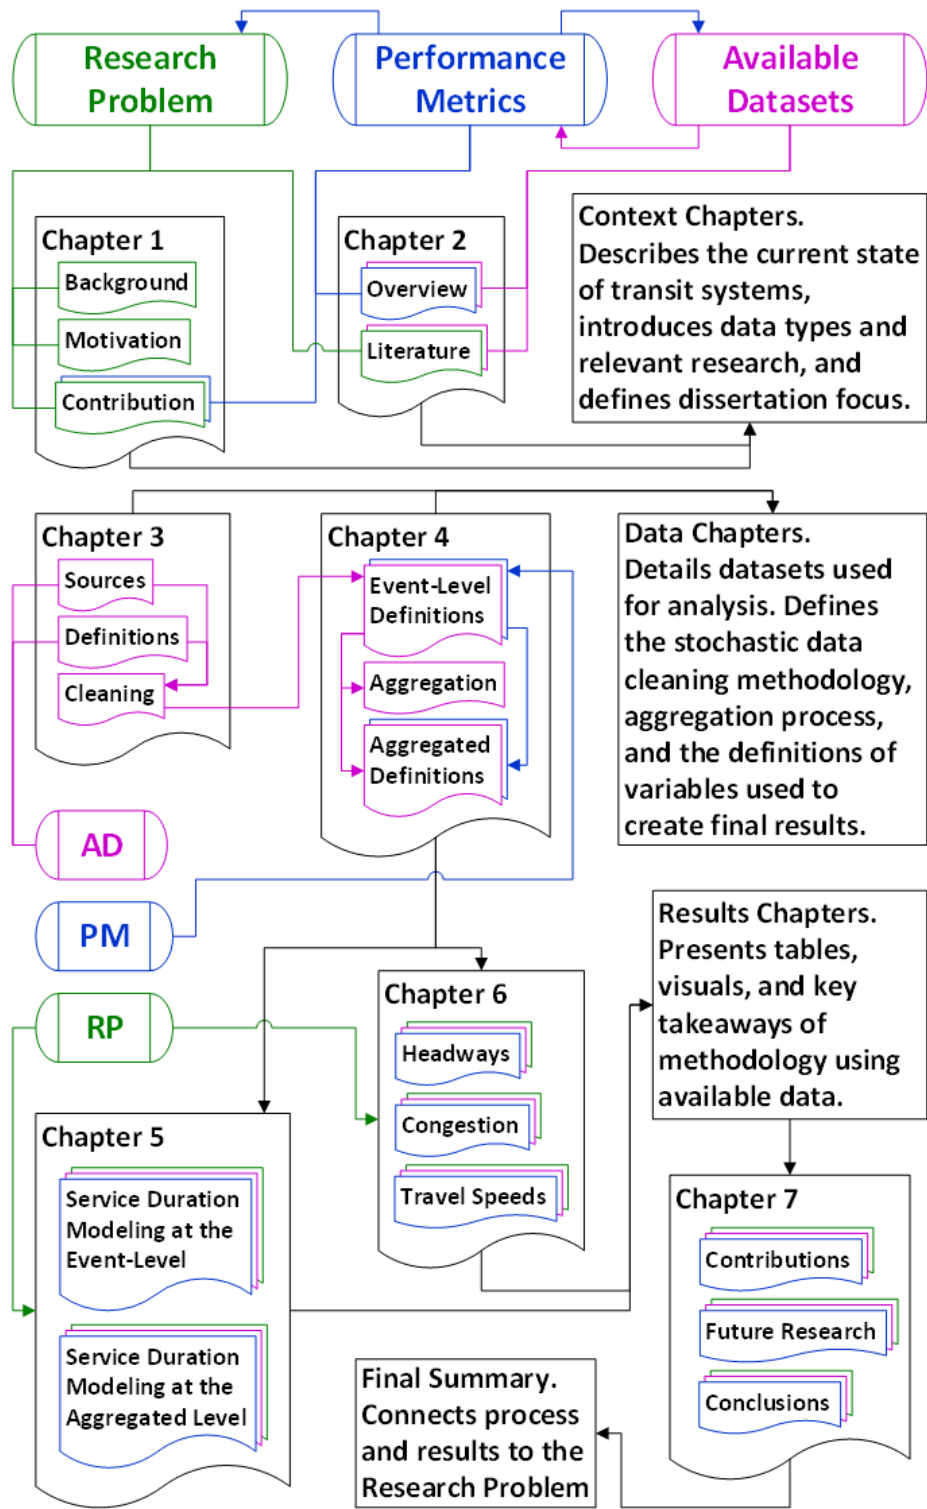 Research
Problem
Performance
Metrics
Available
Datasets
Chapter 1
Background
Motivation
Contribution
Chapter 2
Overview
Literature
Context Chapters.
Describes the current state
of transit systems,
introduces data types and
relevant research, and
defines dissertation focus.
Chapter 3
Sources
Definitions
Cleaning
Chapter 4
Event-Level
Definitions
Aggregation
Aggregated
Definitions
Data Chapters.
Details datasets used
for analysis. Defines
the stochastic data
cleaning methodology,
aggregation process,
and the definitions of
variables used to
create final results.
AD
PM
RP
Chapter 6
Headways
Congestion
Travel Speeds
Results Chapters.
Presents tables,
visuals, and key
takeaways of
methodology using
available data.
Chapter 5
Service Duration
Modeling at the
Event-Level
Service Duration
Modeling at the
Aggregated Level
Chapter 7
Contributions
Future Research
Conclusions
Final Summary.
Connects process
and results to the
Research Problem